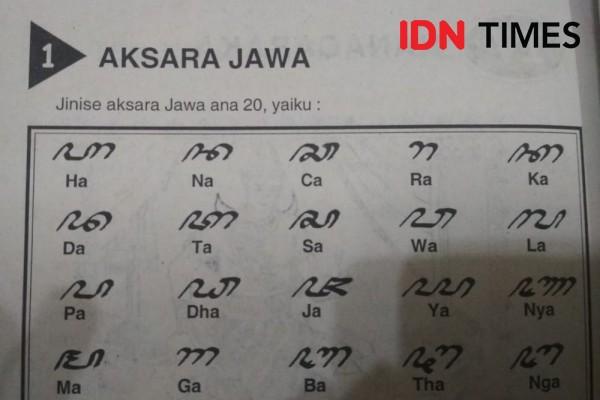 IDN TIMES
1 AKSARA JAWA
Jinise aksara Jawa ana 20, yaiku :
ꦲ ꦤ ꦕ ꦫ ꦏ
Ha Na Ca Ra Ka
ꦢ ꦠ ꦱ ꦮ ꦭ
Da Ta Sa Wa La
ꦥ ꦝ ꦗ ꦪ ꦚ
Pa Dha Ja Ya Nya
ꦩ ꦒ ꦧ ꦛ ꦔ
Ma Ga Ba Tha Nga